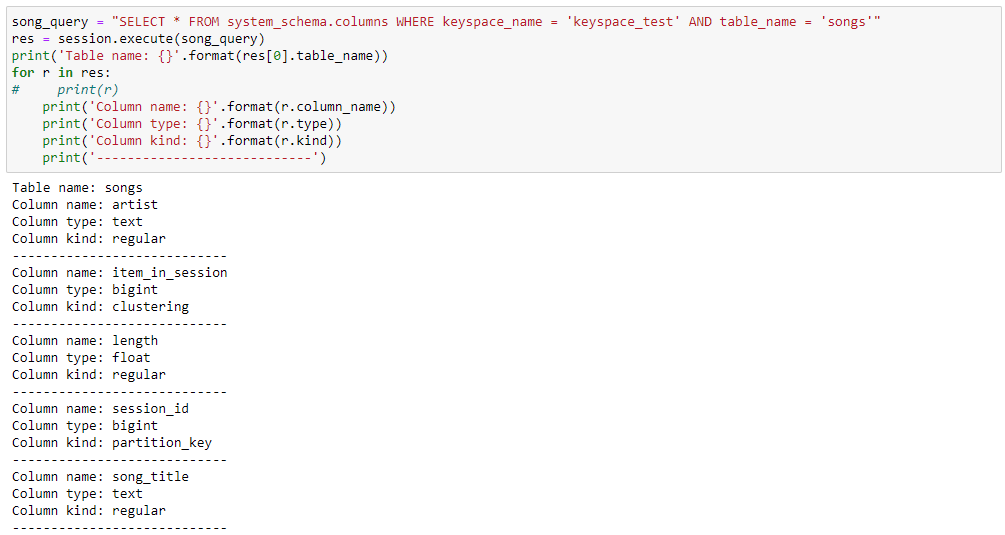 song_query = "SELECT * FROM system_schema.columns WHERE keyspace_name = 'keyspace_test' AND table_name = 'songs'"
res = session.execute(song_query)
print('Table name: {}'.format(res[0].table_name))
for r in res:
#     print(r)
    print('Column name: {}'.format(r.column_name))
    print('Column type: {}'.format(r.type))
    print('Column kind: {}'.format(r.kind))
    print('----------------------------')
Table name: songs
Column name: artist
Column type: text
Column kind: regular
----------------------------
Column name: item_in_session
Column type: bigint
Column kind: clustering
----------------------------
Column name: length
Column type: float
Column kind: regular
----------------------------
Column name: session_id
Column type: bigint
Column kind: partition_key
----------------------------
Column name: song_title
Column type: text
Column kind: regular
----------------------------